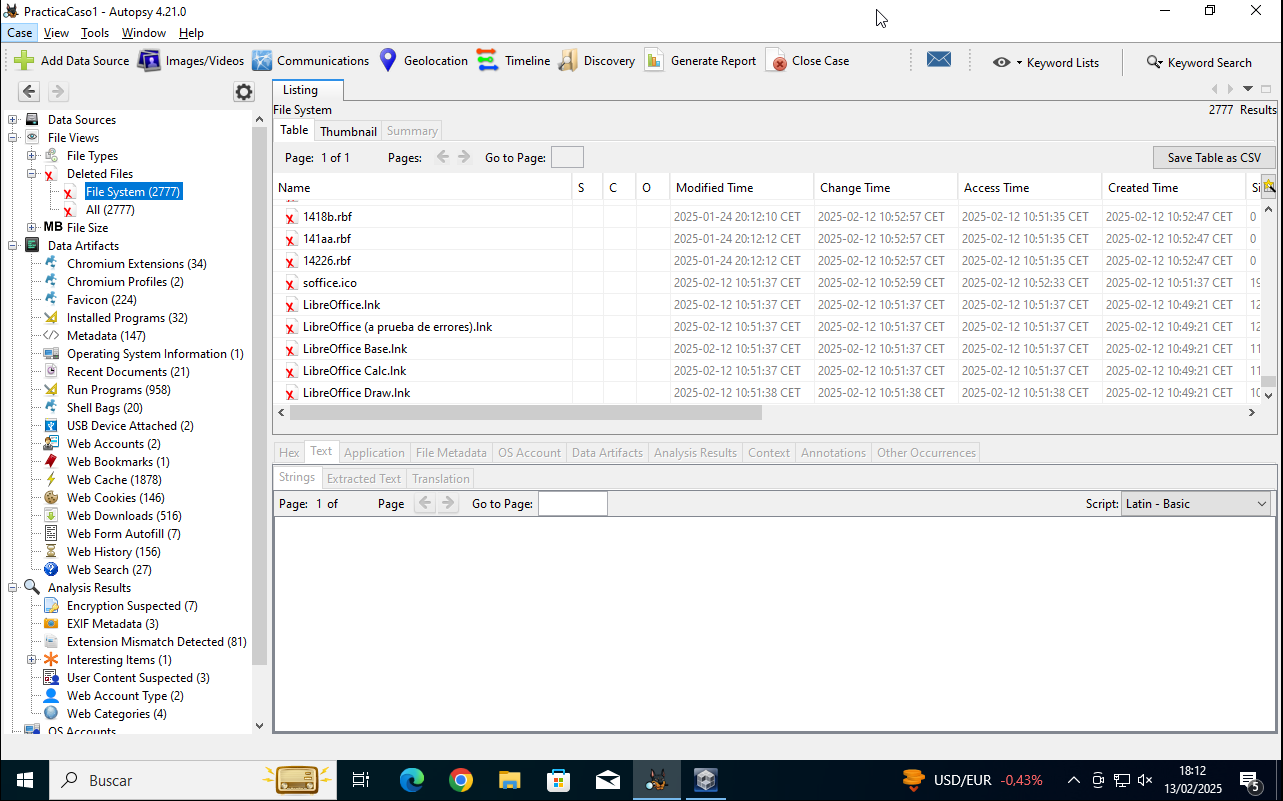 PracticaCaso1 - Autopsy 4.21.0
Case View Tools Window Help
Add Data Source Images/Videos Communications Geolocation Timeline Discovery Generate Report Close Case Keyword Lists Keyword Search
Listing
File System 2777 Results
Table Thumbnail Summary
Page: 1 of 1 Pages: Go to Page: Save Table as CSV
Name S C O Modified Time Change Time Access Time Created Time
1418b.rbf 2025-01-24 20:12:10 CET 2025-02-12 10:52:57 CET 2025-02-12 10:51:35 CET 2025-02-12 10:52:47 CET 0
141aa.rbf 2025-01-24 20:12:12 CET 2025-02-12 10:52:57 CET 2025-02-12 10:51:35 CET 2025-02-12 10:52:47 CET 0
14226.rbf 2025-01-24 20:12:12 CET 2025-02-12 10:52:57 CET 2025-02-12 10:51:35 CET 2025-02-12 10:52:47 CET 0
soffice.ico 2025-02-12 10:51:37 CET 2025-02-12 10:52:59 CET 2025-02-12 10:52:33 CET 2025-02-12 10:51:37 CET
LibreOffice.lnk 2025-02-12 10:51:37 CET 2025-02-12 10:51:37 CET 2025-02-12 10:51:37 CET 2025-02-12 10:49:21 CET
LibreOffice (a prueba de errores).lnk 2025-02-12 10:51:37 CET 2025-02-12 10:51:37 CET 2025-02-12 10:51:37 CET 2025-02-12 10:49:21 CET
LibreOffice Base.lnk 2025-02-12 10:51:37 CET 2025-02-12 10:51:37 CET 2025-02-12 10:51:37 CET 2025-02-12 10:49:21 CET
LibreOffice Calc.lnk 2025-02-12 10:51:37 CET 2025-02-12 10:51:37 CET 2025-02-12 10:51:37 CET 2025-02-12 10:49:21 CET
LibreOffice Draw.lnk 2025-02-12 10:51:38 CET 2025-02-12 10:51:38 CET 2025-02-12 10:51:38 CET 2025-02-12 10:49:21 CET
Data Sources
File Views
File Types
Deleted Files
File System (2777)
All (2777)
MB File Size
Data Artifacts
Chromium Extensions (34)
Chromium Profiles (2)
Favicon (224)
Installed Programs (32)
Metadata (147)
Operating System Information (1)
Recent Documents (21)
Run Programs (958)
Shell Bags (20)
USB Device Attached (2)
Web Accounts (2)
Web Bookmarks (1)
Web Cache (1878)
Web Cookies (146)
Web Downloads (516)
Web Form Autofill (7)
Web History (156)
Web Search (27)
Analysis Results
Encryption Suspected (7)
EXIF Metadata (3)
Extension Mismatch Detected (81)
Interesting Items (1)
User Content Suspected (3)
Web Account Type (2)
Web Categories (4)
OS Accounts
Hex Text Application File Metadata OS Account Data Artifacts Analysis Results Context Annotations Other Occurrences
Strings Extracted Text Translation
Page: 1 of Page Go to Page: Script: Latin - Basic
Buscar
USD/EUR -0,43%
18:12
13/02/2025
5